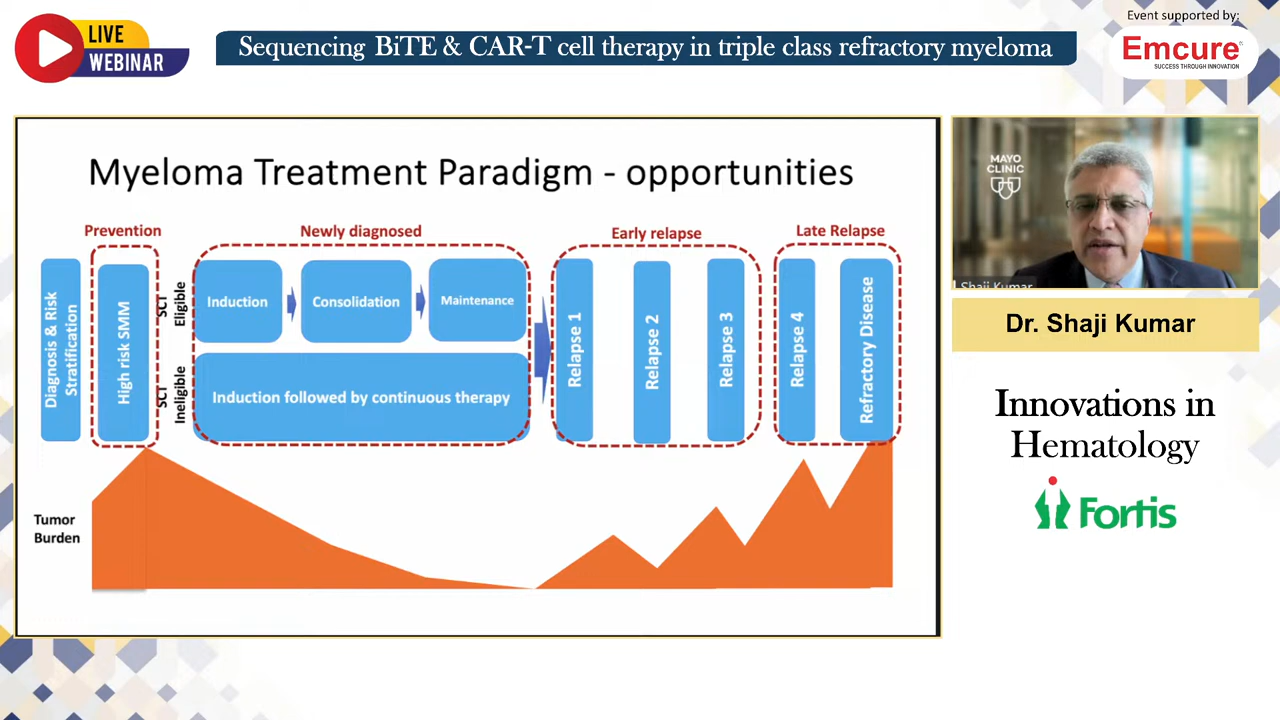 LIVE
WEBINAR
Sequencing BiTE & CAR-T cell therapy in triple class refractory myeloma
Event supported by:
Emcure®
SUCCESS THROUGH INNOVATION
Myeloma Treatment Paradigm - opportunities
Prevention
Newly diagnosed
Early relapse
Late Relapse
Diagnosis & Risk
Stratification
High risk SMM
SCT
Eligible
SCT
Ineligible
Induction
Consolidation
Maintenance
Induction followed by continuous therapy
Relapse 1
Relapse 2
Relapse 3
Relapse 4
Refractory Disease
Tumor
Burden
MAYO
CLINIC
Shaji Kumar
Dr. Shaji Kumar
Innovations in
Hematology
Fortis